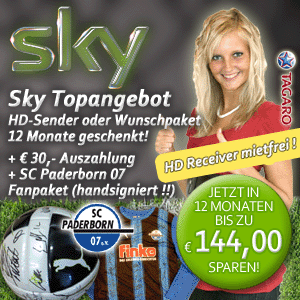 sky
TAGARO
Sky Topangebot
HD-Sender oder Wunschpaket
12 Monate geschenkt!
+ € 30,- Auszahlung
+ SC Paderborn 07
Fanpaket (handsigniert !!)
HD Receiver mietfrei !
SC
PADERBORN
07 e.V.
finke
JETZT IN
12 MONATEN
BIS ZU
€ 144,00
SPAREN!